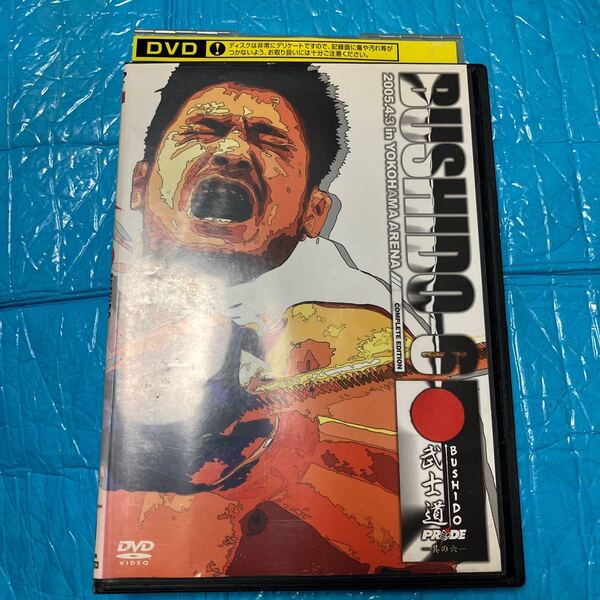 DVD
ディスクは非常にデリケートですので、記録面に傷や汚れ等が
つかないよう、お取り扱いには十分ご注意ください。
BUSHIDO-6
2005.4.3 in YOKOHAMA ARENA //
COMPLETE EDITION
BUSHIDO
武士道
PRIDE
其の六
DVD
VIDEO